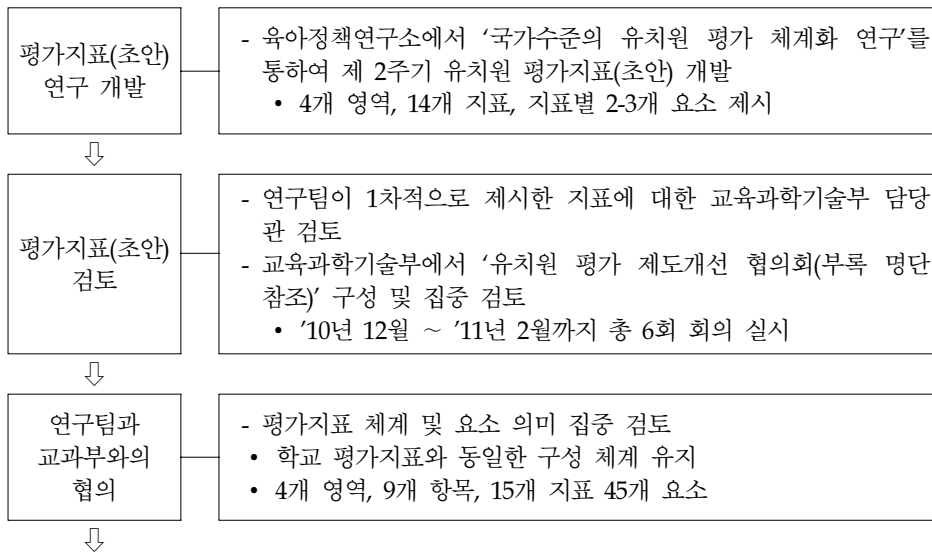 평가지표(초안)
연구 개발
- 육아정책연구소에서 ‘국가수준의 유치원 평가 체계화 연구’를
통하여 제 2주기 유치원 평가지표(초안) 개발
• 4개 영역, 14개 지표, 지표별 2-3개 요소 제시
⇩
평가지표(초안)
검토
- 연구팀이 1차적으로 제시한 지표에 대한 교육과학기술부 담당
관 검토
- 교육과학기술부에서 ‘유치원 평가 제도개선 협의회(부록 명단
참조)’ 구성 및 집중 검토
• ’10년 12월 ~ ’11년 2월까지 총 6회 회의 실시
⇩
연구팀과
교과부와의
협의
- 평가지표 체계 및 요소 의미 집중 검토
• 학교 평가지표와 동일한 구성 체계 유지
• 4개 영역, 9개 항목, 15개 지표 45개 요소
⇩